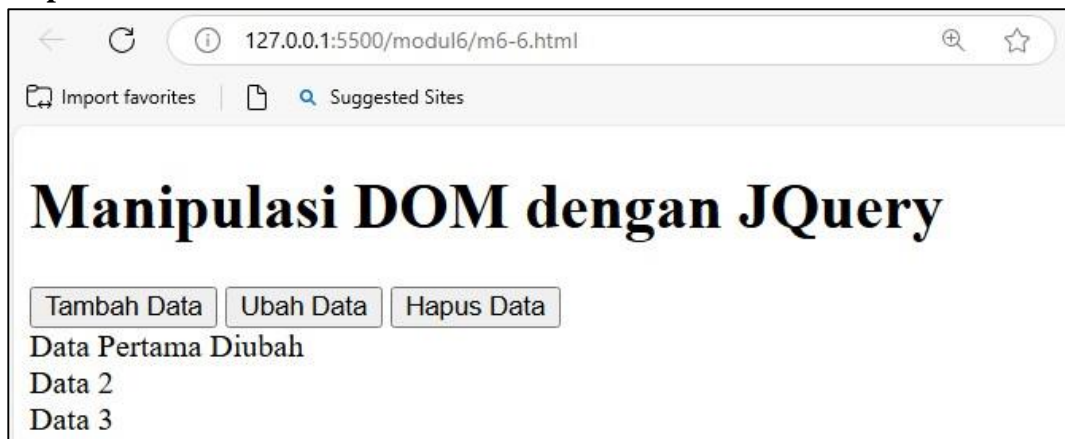 127.0.0.1:5500/modul6/m6-6.html
Import favorites Suggested Sites
Manipulasi DOM dengan JQuery
Tambah Data Ubah Data Hapus Data
Data Pertama Diubah
Data 2
Data 3